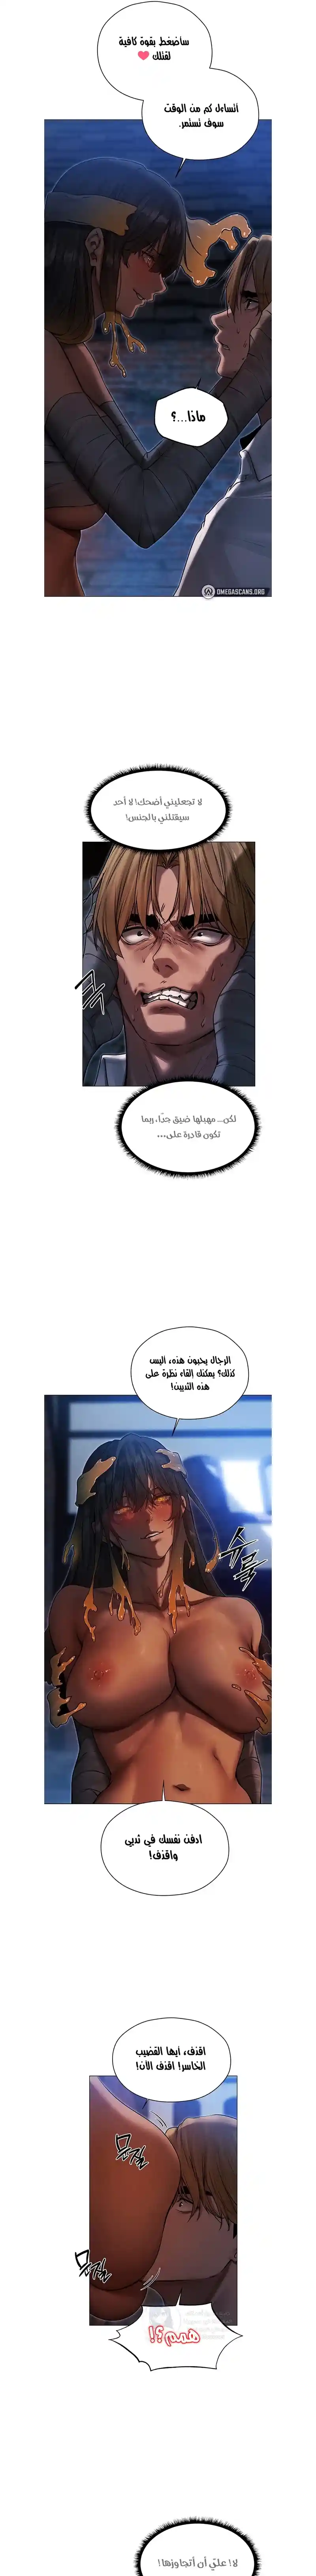 سأضغط بقوة كافية
لقتلك
أتساءل كم من الوقت
سوف تستمر.
ماذا...؟
OMEGASCANS.ORG
لا تجعليني أضحك! لا أحد
سيقتلني بالجنس!
لكن... مهبلها ضيق جدًا، ربما
تكون قادرة على...
الرجال يحبون هذه، أليس
كذلك؟ يمكنك إلقاء نظرة على
هذه الثديين!
ادفن نفسك في ثديي
واقذف!
اقذف، أيها القضيب
الخاسر! اقذف الآن!
همم؟!
لا! عليّ أن أتجاوزها!